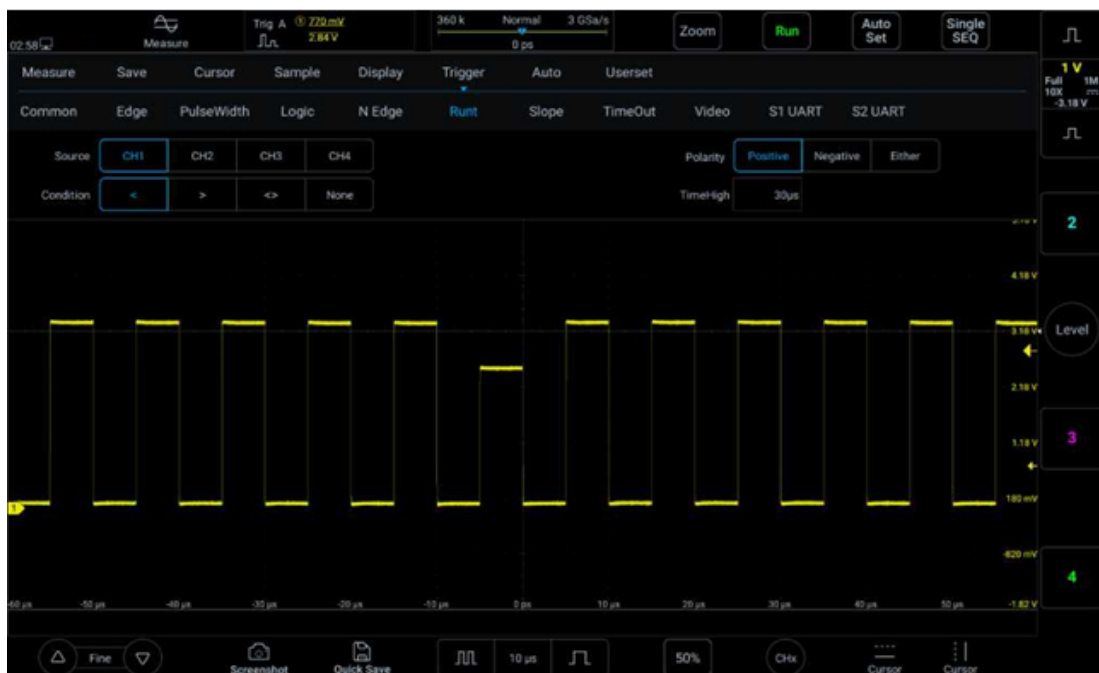 Trig A ① 770 mV 360 k Normal 3 GSa/s Zoom Run Auto Set Single SEQ
02:58 Measure 2.84 V 0 ps
Measure Save Cursor Sample Display Trigger Auto Userset
1 V
Full 1M
10X
-3.18 V
Common Edge PulseWidth Logic N Edge Runt Slope TimeOut Video S1 UART S2 UART
Source CH1 CH2 CH3 CH4 Polarity Positive Negative Either
Condition < > <> None TimeHigh 30μs
2
4.18 V
3.18 V Level
2.18 V
1.18 V 3
180 mV
1
-820 mV
4
-60 μs -50 μs -40 μs -30 μs -20 μs -10 μs 0 ps 10 μs 20 μs 30 μs 40 μs 50 μs -1.82 V
Fine Screenshot Quick Save 10 μs 50% CHx Cursor Cursor